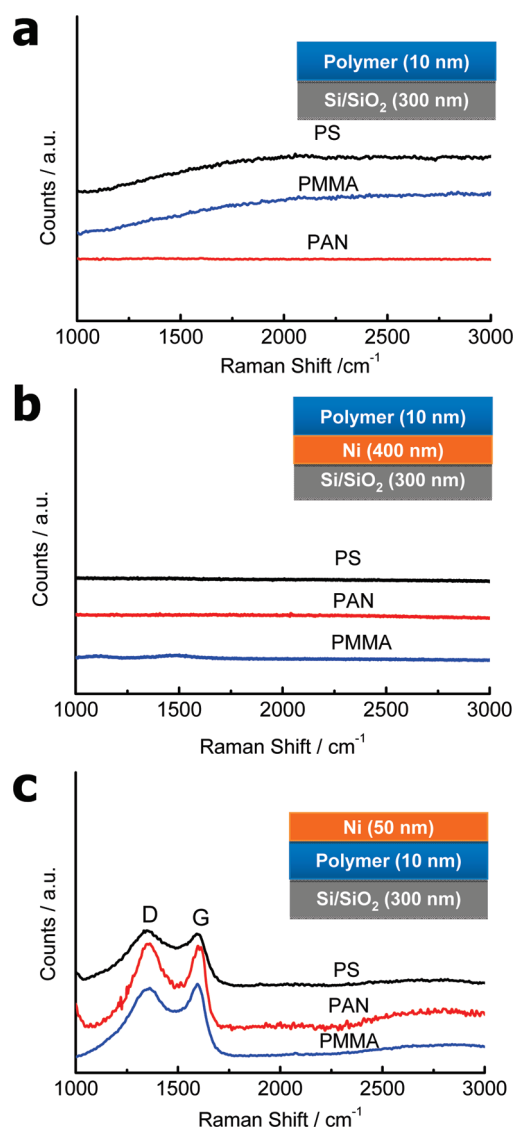 a
Polymer (10 nm)
Si/SiO₂ (300 nm)
PS
PMMA
PAN
Counts / a.u.
1000 1500 2000 2500 3000
Raman Shift /cm⁻¹
b
Polymer (10 nm)
Ni (400 nm)
Si/SiO₂ (300 nm)
PS
PAN
PMMA
Counts / a.u.
1000 1500 2000 2500 3000
Raman Shift / cm⁻¹
c
Ni (50 nm)
Polymer (10 nm)
Si/SiO₂ (300 nm)
D G
PS
PAN
PMMA
Counts / a.u.
1000 1500 2000 2500 3000
Raman Shift / cm⁻¹